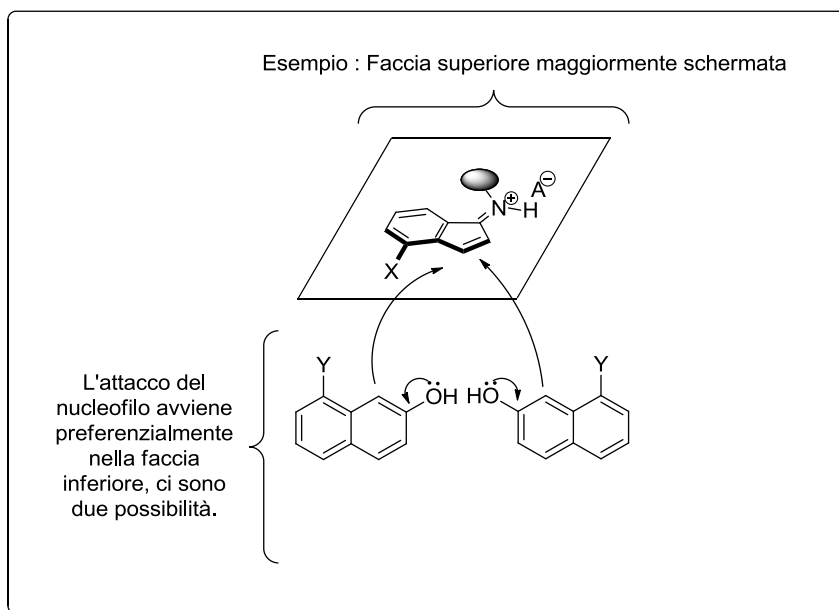 Esempio : Faccia superiore maggiormente schermata
A⊖
N⊕-H
X
L'attacco del
nucleofilo avviene
preferenzialmente
nella faccia
inferiore, ci sono
due possibilità.
Y
OH
HO
Y